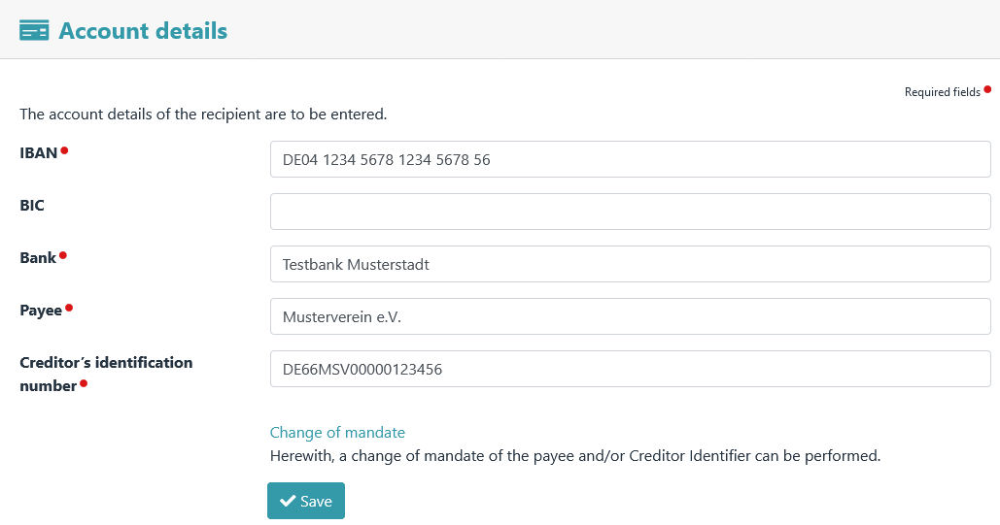 Account details
Required fields
The account details of the recipient are to be entered.
IBAN
DE04 1234 5678 1234 5678 56
BIC
Bank
Testbank Musterstadt
Payee
Musterverein e.V.
Creditor´s identification
number
DE66MSV00000123456
Change of mandate
Herewith, a change of mandate of the payee and/or Creditor Identifier can be performed.
Save